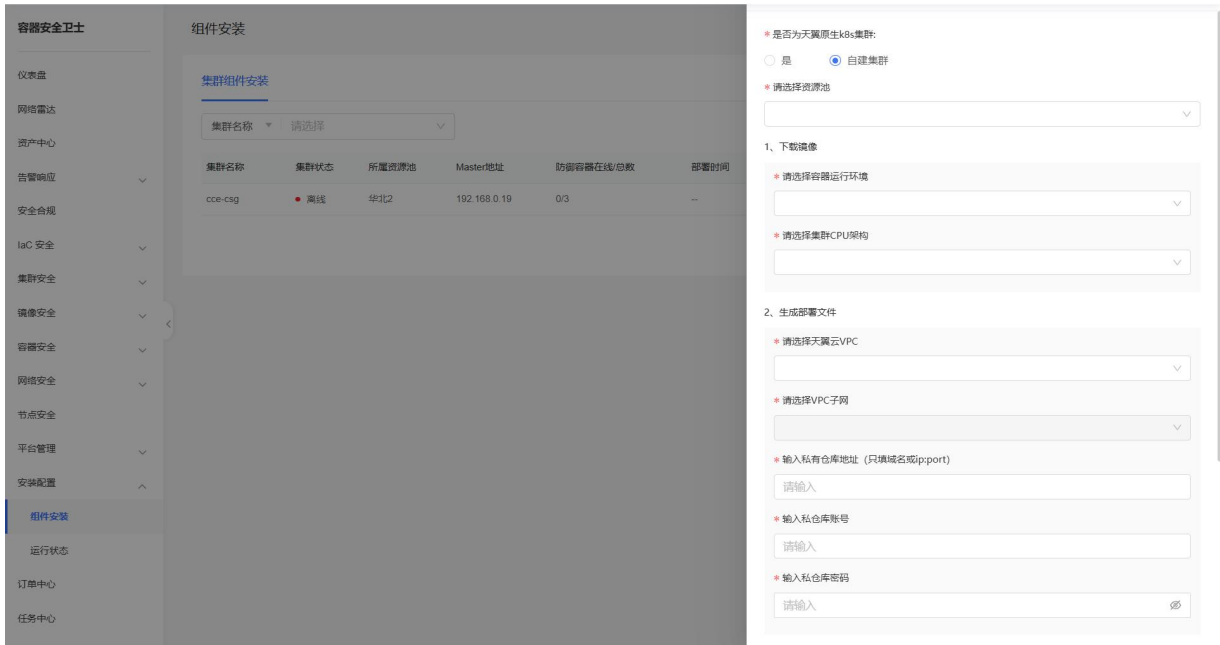 容器安全卫士
仪表盘
网络雷达
资产中心
告警响应
安全合规
IaC 安全
集群安全
镜像安全
容器安全
网络安全
节点安全
平台管理
安装配置
组件安装
运行状态
订单中心
任务中心
组件安装
集群组件安装
集群名称 请选择
集群名称 集群状态 所属资源池 Master地址 防御容器在线/总数 部署时间
cce-csg 离线 华北2 192.168.0.19 0/3 --
* 是否为天翼原生k8s集群:
是 自建集群
* 请选择资源池
1、下载镜像
* 请选择容器运行环境
* 请选择集群CPU架构
2、生成部署文件
* 请选择天翼云VPC
* 请选择VPC子网
* 输入私有仓库地址（只填域名或ip:port）
请输入
* 输入私仓库账号
请输入
* 输入私仓库密码
请输入